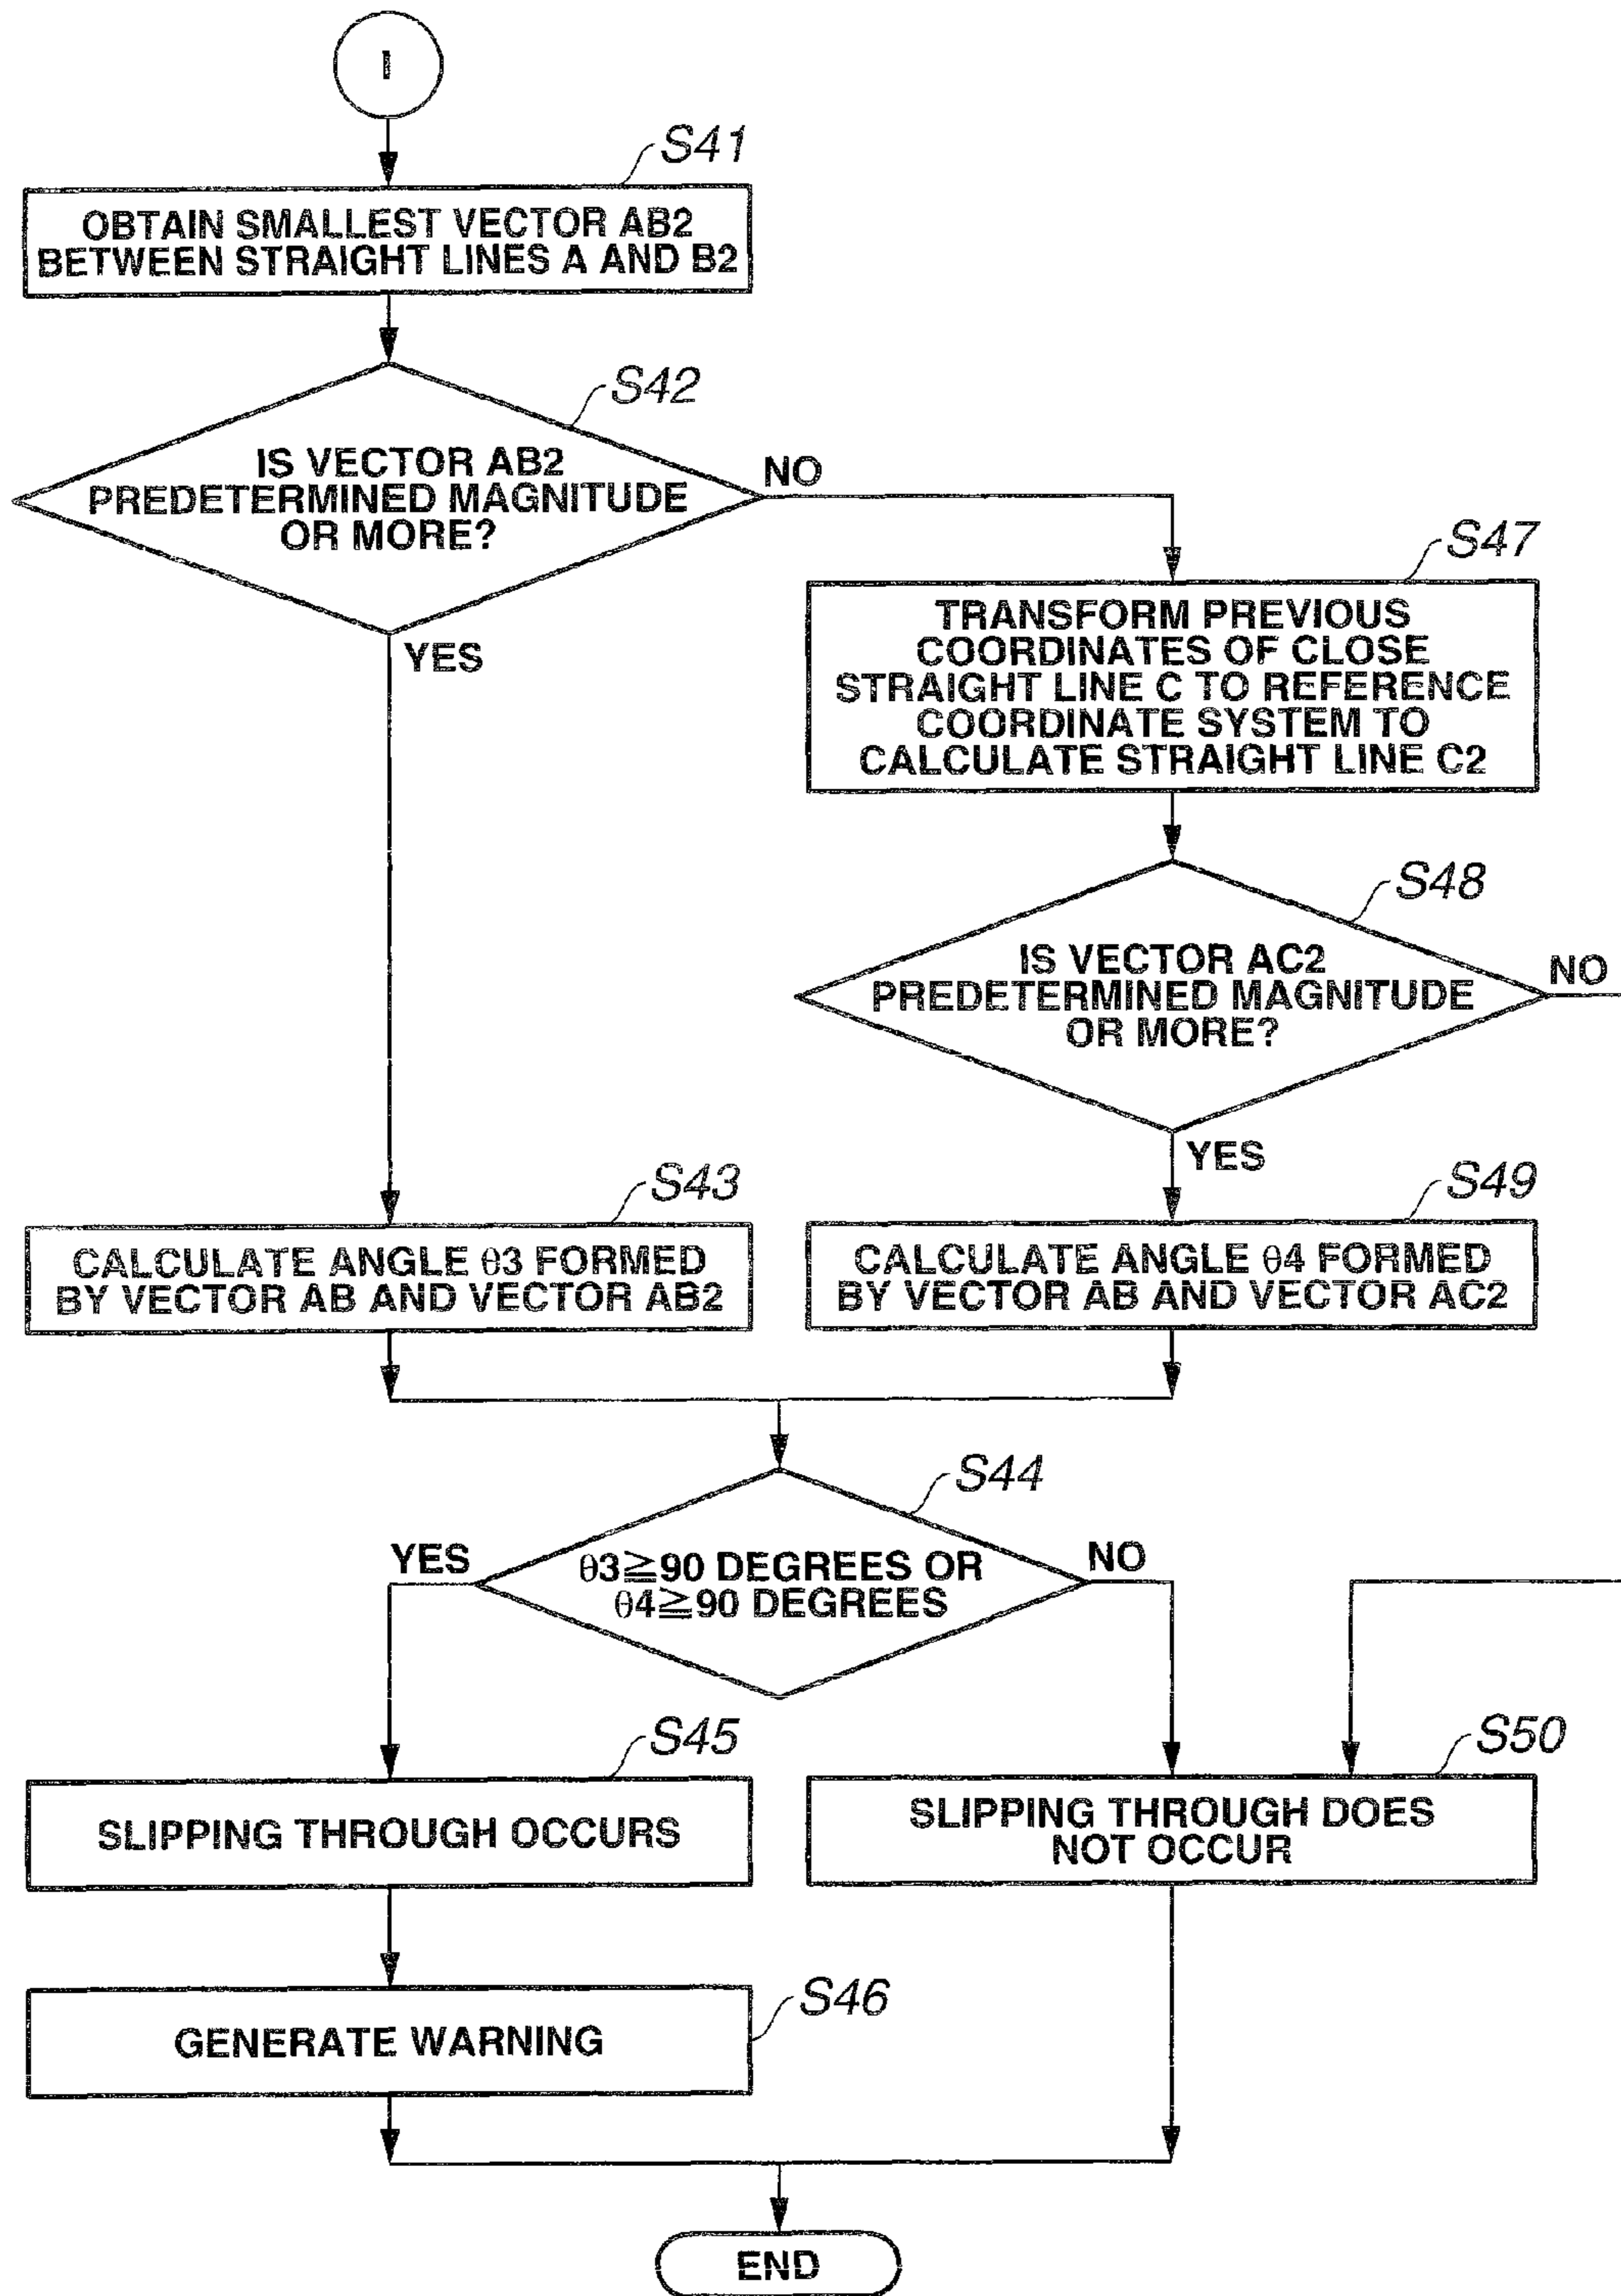 I
S41
OBTAIN SMALLEST VECTOR AB2
BETWEEN STRAIGHT LINES A AND B2
S42
IS VECTOR AB2
PREDETERMINED MAGNITUDE
OR MORE?
NO
YES
S47
TRANSFORM PREVIOUS
COORDINATES OF CLOSE
STRAIGHT LINE C TO REFERENCE
COORDINATE SYSTEM TO
CALCULATE STRAIGHT LINE C2
S48
IS VECTOR AC2
PREDETERMINED MAGNITUDE
OR MORE?
NO
YES
S43
CALCULATE ANGLE θ3 FORMED
BY VECTOR AB AND VECTOR AB2
S49
CALCULATE ANGLE θ4 FORMED
BY VECTOR AB AND VECTOR AC2
S44
θ3≧90 DEGREES OR
θ4≧90 DEGREES
YES
NO
S45
SLIPPING THROUGH OCCURS
S50
SLIPPING THROUGH DOES
NOT OCCUR
S46
GENERATE WARNING
END